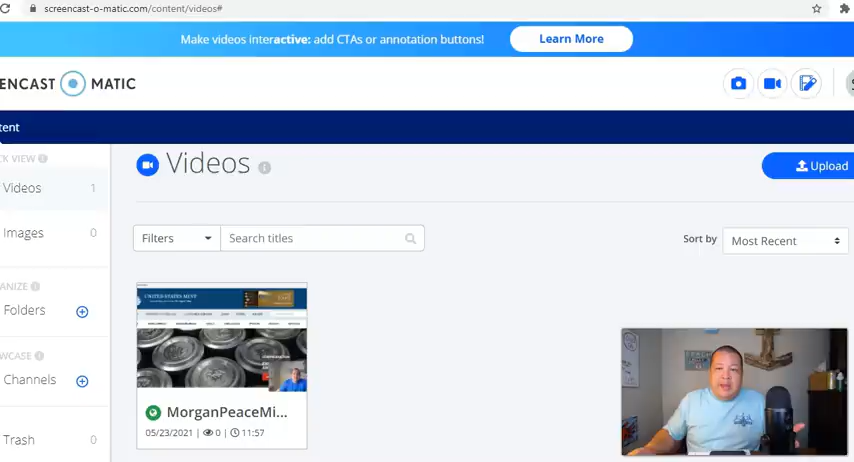 screencast-o-matic.com/content/videos#
Make videos interactive: add CTAs or annotation buttons!
Learn More
ENCAST MATIC
tent
CK VIEW
Videos 1
Images 0
ANIZE
Folders
WCASE
Channels
Trash 0
Videos
Upload
Filters
Search titles
Sort by
Most Recent
UNITED STATES MINT
MorganPeaceMi...
05/23/2021 | 0 | 11:57